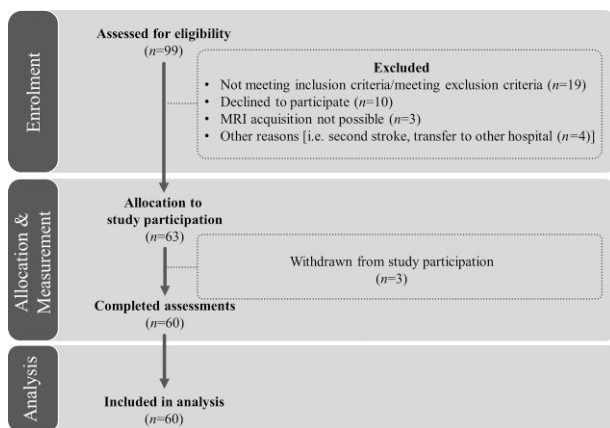 Enrolment
Assessed for eligibility
(n=99)
Excluded
• Not meeting inclusion criteria/meeting exclusion criteria (n=19)
• Declined to participate (n=10)
• MRI acquisition not possible (n=3)
• Other reasons [i.e. second stroke, transfer to other hospital (n=4)]
Allocation &
Measurement
Allocation to
study participation
(n=63)
Withdrawn from study participation
(n=3)
Completed assessments
(n=60)
Analysis
Included in analysis
(n=60)